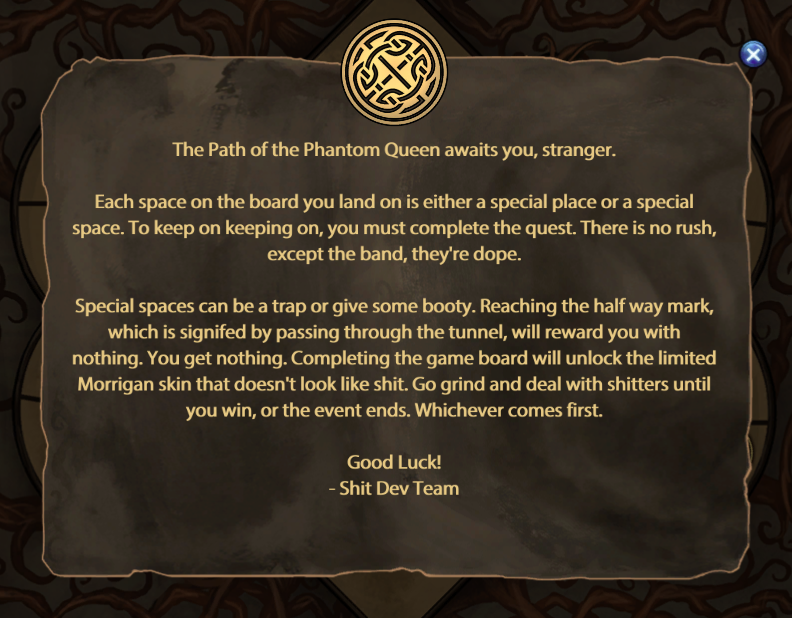 The Path of the Phantom Queen awaits you, stranger.
Each space on the board you land on is either a special place or a special
space. To keep on keeping on, you must complete the quest. There is no rush,
except the band, they're dope.
Special spaces can be a trap or give some booty. Reaching the half way mark,
which is signifed by passing through the tunnel, will reward you with
nothing. You get nothing. Completing the game board will unlock the limited
Morrigan skin that doesn't look like shit. Go grind and deal with shitters until
you win, or the event ends. Whichever comes first.
Good Luck!
- Shit Dev Team